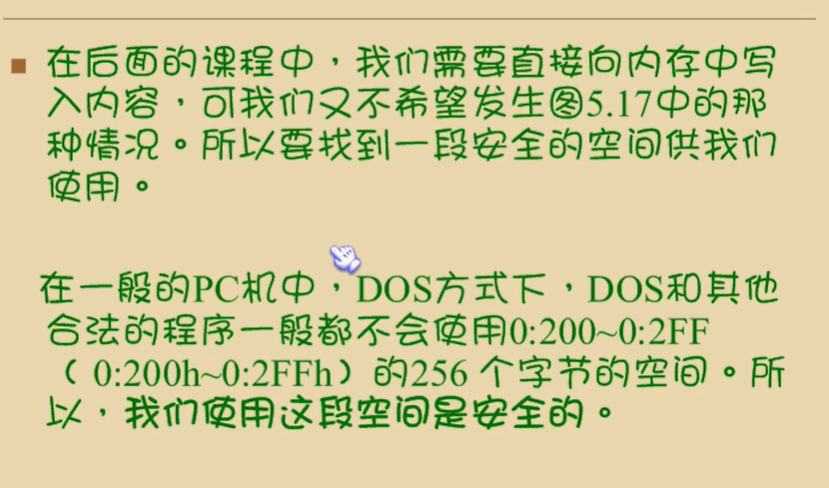 在后面的课程中，我们需要直接向内存中写
入内容，可我们又不希望发生图5.17中的那
种情况。所以要找到一段安全的空间供我们
使用。
在一般的PC机中，DOS方式下，DOS和其他
合法的程序一般都不会使用0:200~0:2FF
（ 0:200h~0:2FFh）的256 个字节的空间。所
以，我们使用这段空间是安全的。